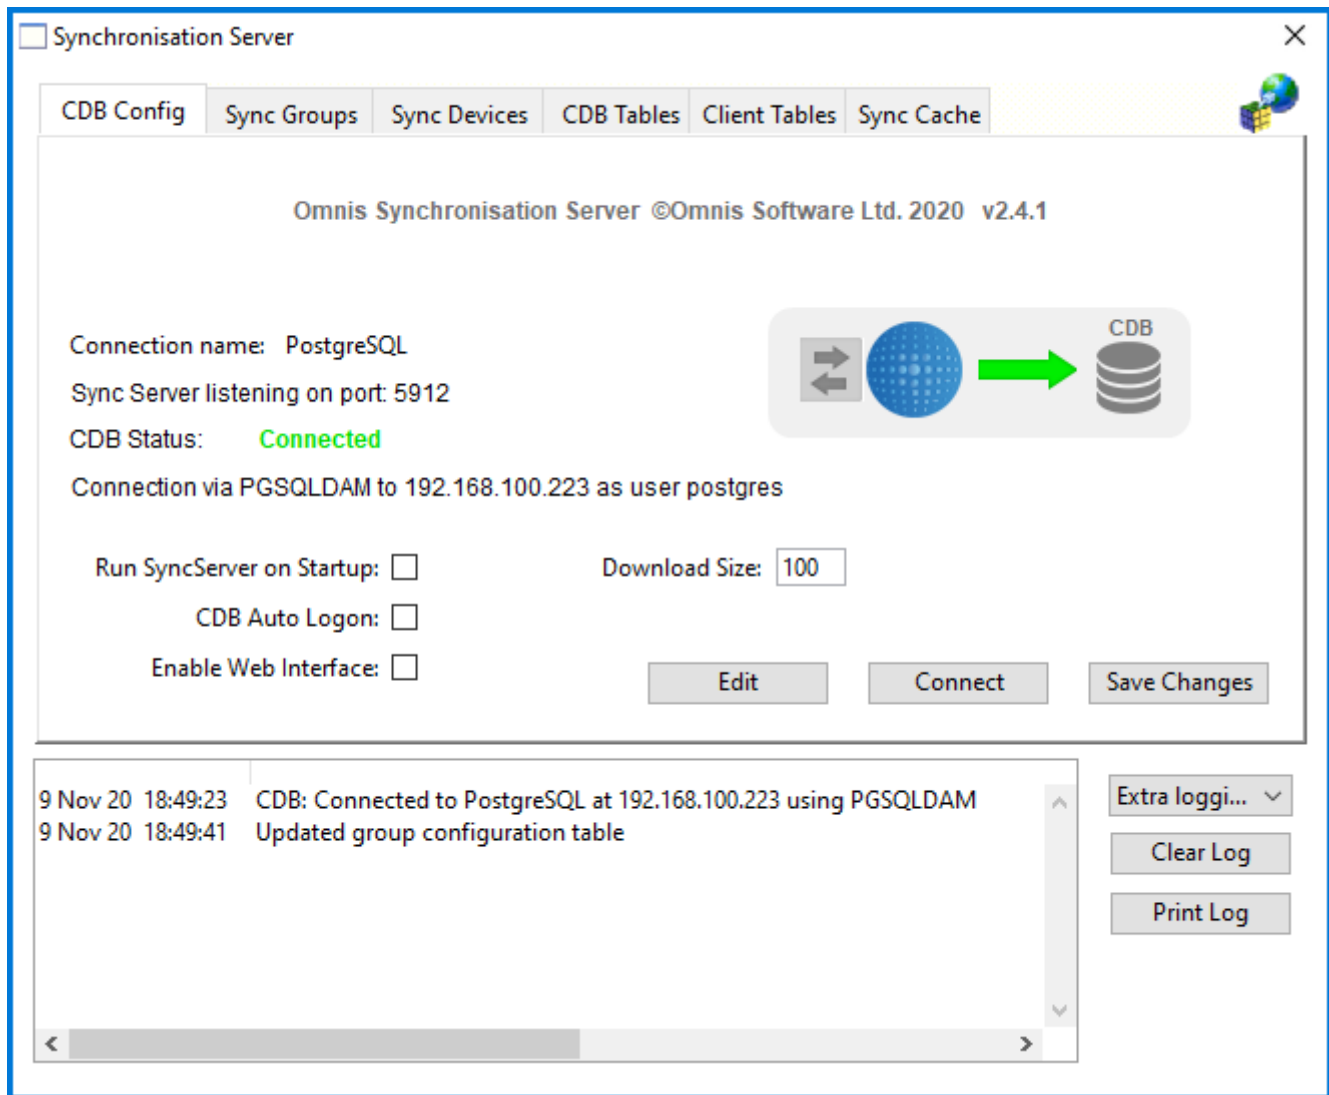 Synchronisation Server
CDB Config Sync Groups Sync Devices CDB Tables Client Tables Sync Cache
Omnis Synchronisation Server ©Omnis Software Ltd. 2020 v2.4.1
CDB
Connection name: PostgreSQL
Sync Server listening on port: 5912
CDB Status: Connected
Connection via PGSQLDAM to 192.168.100.223 as user postgres
Run SyncServer on Startup: Download Size: 100
CDB Auto Logon:
Enable Web Interface:
Edit Connect Save Changes
9 Nov 20 18:49:23 CDB: Connected to PostgreSQL at 192.168.100.223 using PGSQLDAM
9 Nov 20 18:49:41 Updated group configuration table
Extra loggi...
Clear Log
Print Log